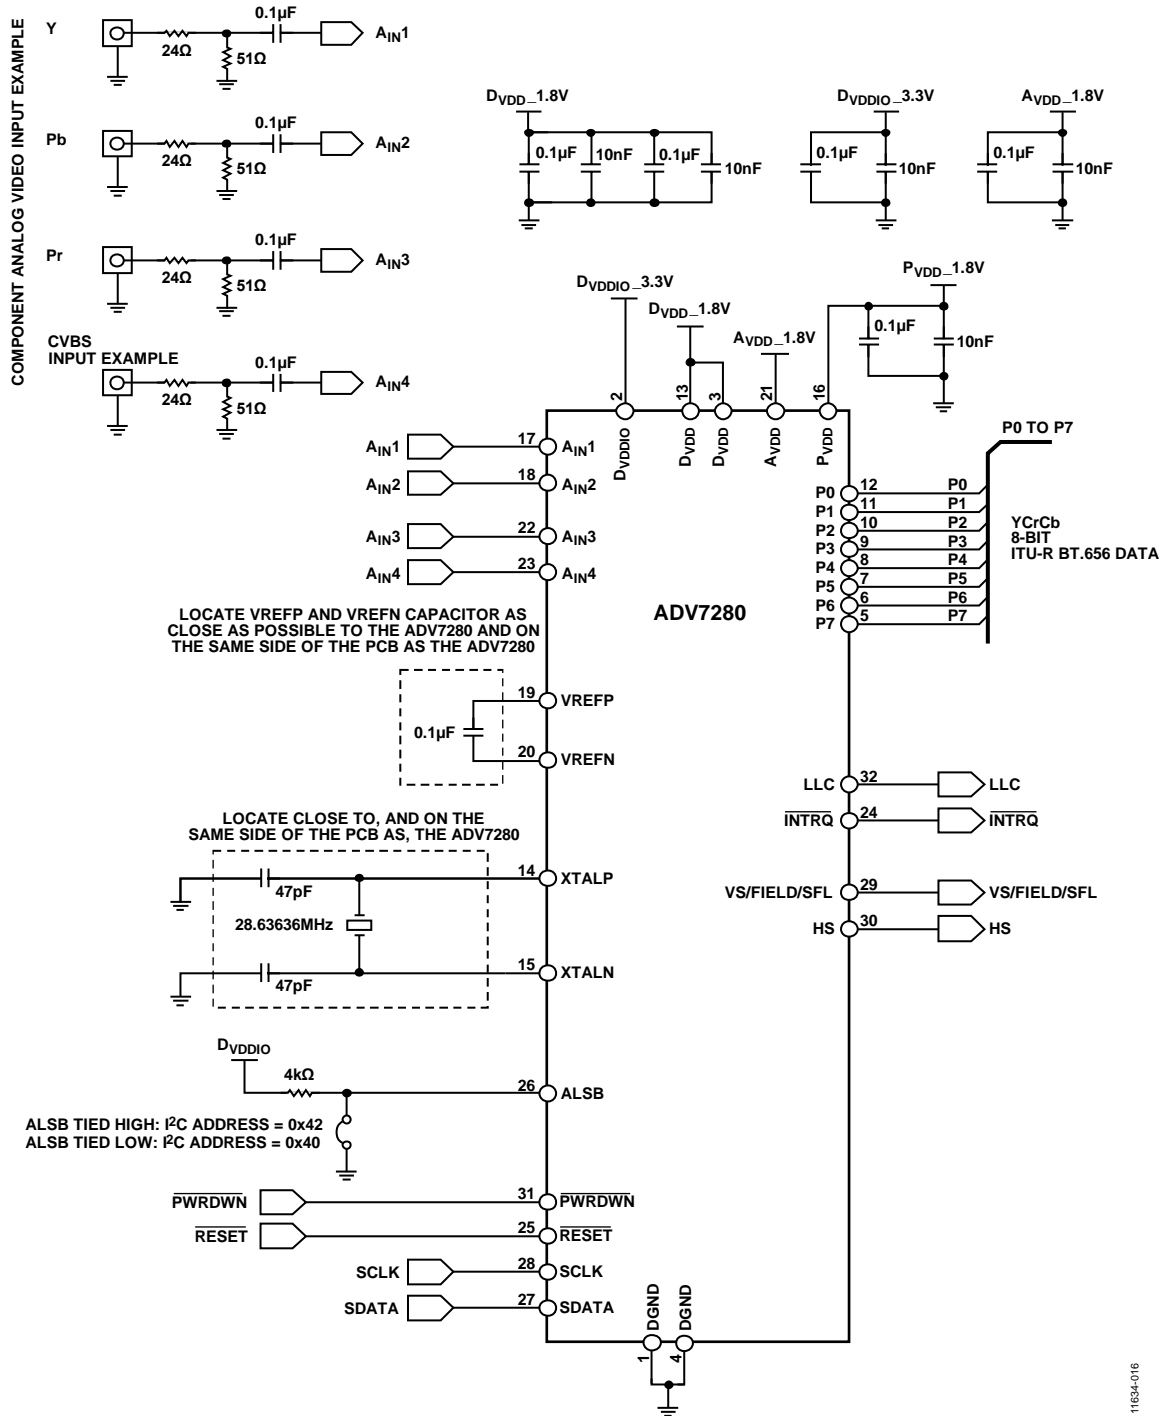 COMPONENT ANALOG VIDEO INPUT EXAMPLE
Y
24Ω
51Ω
0.1µF
AIN1
Pb
24Ω
51Ω
0.1µF
AIN2
Pr
24Ω
51Ω
0.1µF
AIN3
CVBS
INPUT EXAMPLE
24Ω
51Ω
0.1µF
AIN4
DVDD_1.8V
0.1µF
10nF
0.1µF
10nF
DVDDIO_3.3V
0.1µF
10nF
AVDD_1.8V
0.1µF
10nF
DVDDIO_3.3V
DVDD_1.8V
AVDD_1.8V
PVDD_1.8V
0.1µF
10nF
2
13
3
21
16
DVDDIO
DVDD
DVDD
AVDD
PVDD
AIN1
17
AIN1
AIN2
18
AIN2
AIN3
22
AIN3
AIN4
23
AIN4
P0 TO P7
P0 12 P0
P1 11 P1
P2 10 P2
P3 9 P3
P4 8 P4
P5 7 P5
P6 6 P6
P7 5 P7
YCrCb
8-BIT
ITU-R BT.656 DATA
ADV7280
LOCATE VREFP AND VREFN CAPACITOR AS
CLOSE AS POSSIBLE TO THE ADV7280 AND ON
THE SAME SIDE OF THE PCB AS THE ADV7280
0.1µF
19 VREFP
20 VREFN
LLC 32 LLC
INTRQ 24 INTRQ
LOCATE CLOSE TO, AND ON THE
SAME SIDE OF THE PCB AS, THE ADV7280
47pF
14 XTALP
28.63636MHz
47pF
15 XTALN
VS/FIELD/SFL 29 VS/FIELD/SFL
HS 30 HS
DVDDIO
4kΩ
26 ALSB
ALSB TIED HIGH: I2C ADDRESS = 0x42
ALSB TIED LOW: I2C ADDRESS = 0x40
PWRDWN 31 PWRDWN
RESET 25 RESET
SCLK 28 SCLK
SDATA 27 SDATA
DGND
DGND
1
4
11634-016